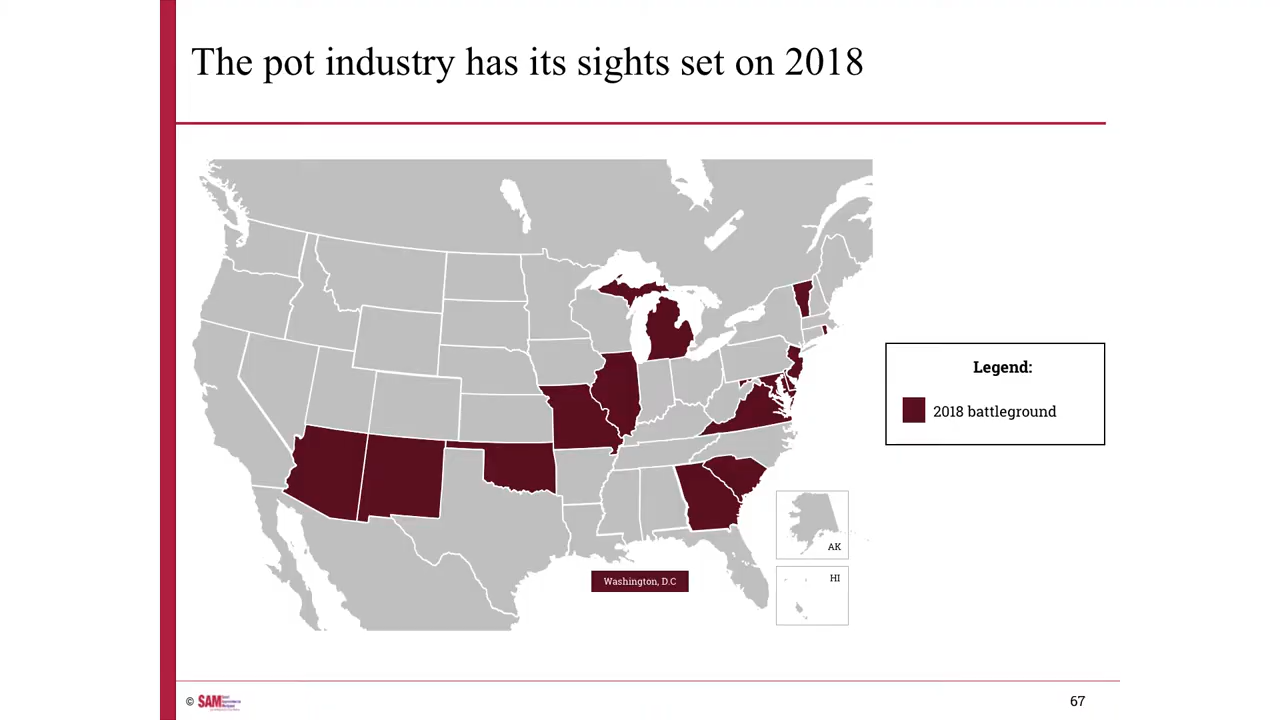 The pot industry has its sights set on 2018
Legend:
2018 battleground
AK
HI
Washington, D.C
© SAM
67